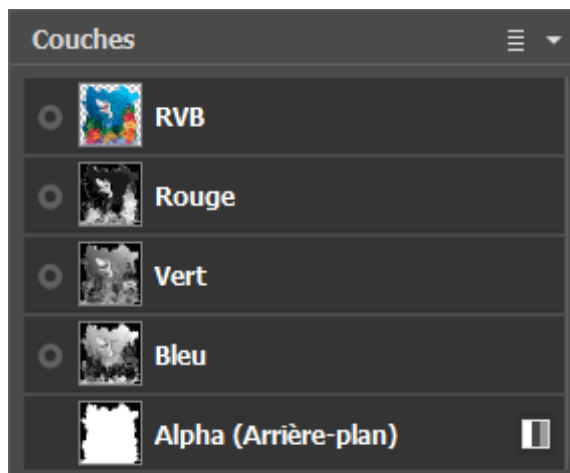 Couches
RVB
Rouge
Vert
Bleu
Alpha (Arrière-plan)